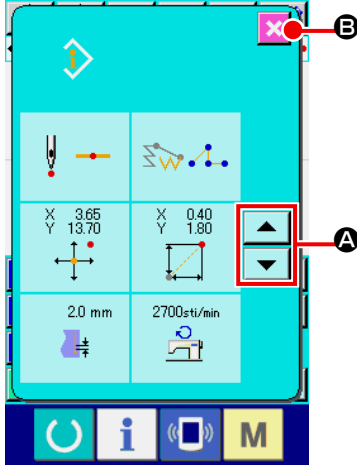 B
X 3.65
Y 13.70
X 0.40
Y 1.80
A
2.0 mm
2700sti/min
i
M